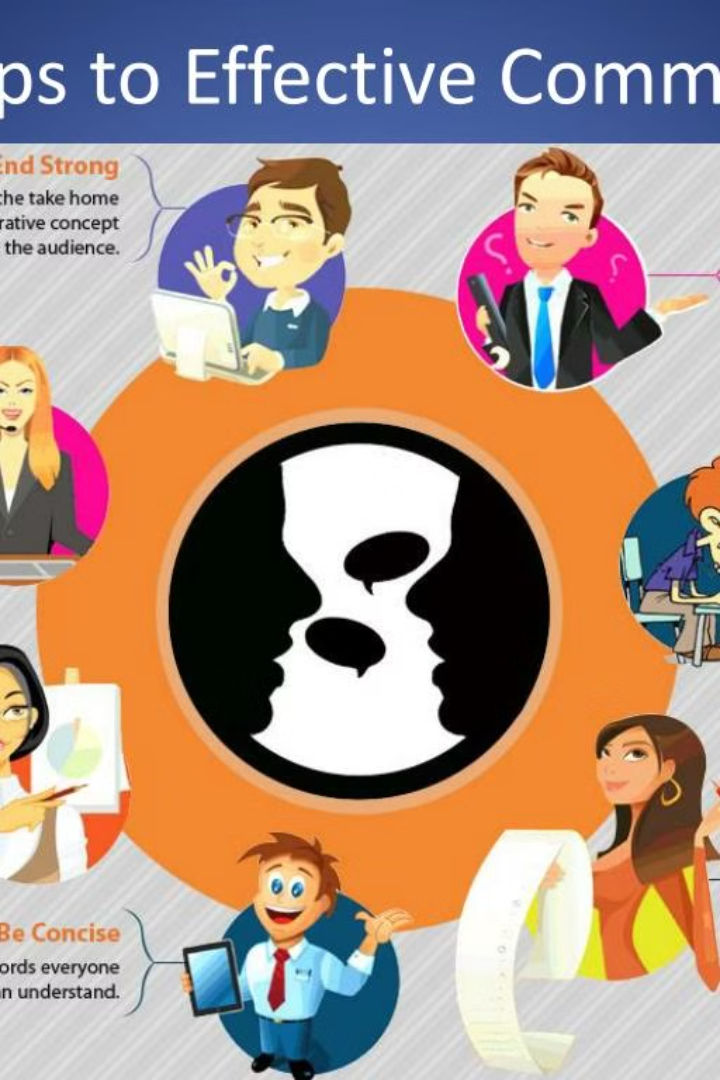 ps to Effective Comm
End Strong
the take home
rative concept
the audience.
? ?
Be Concise
ords everyone
n understand.